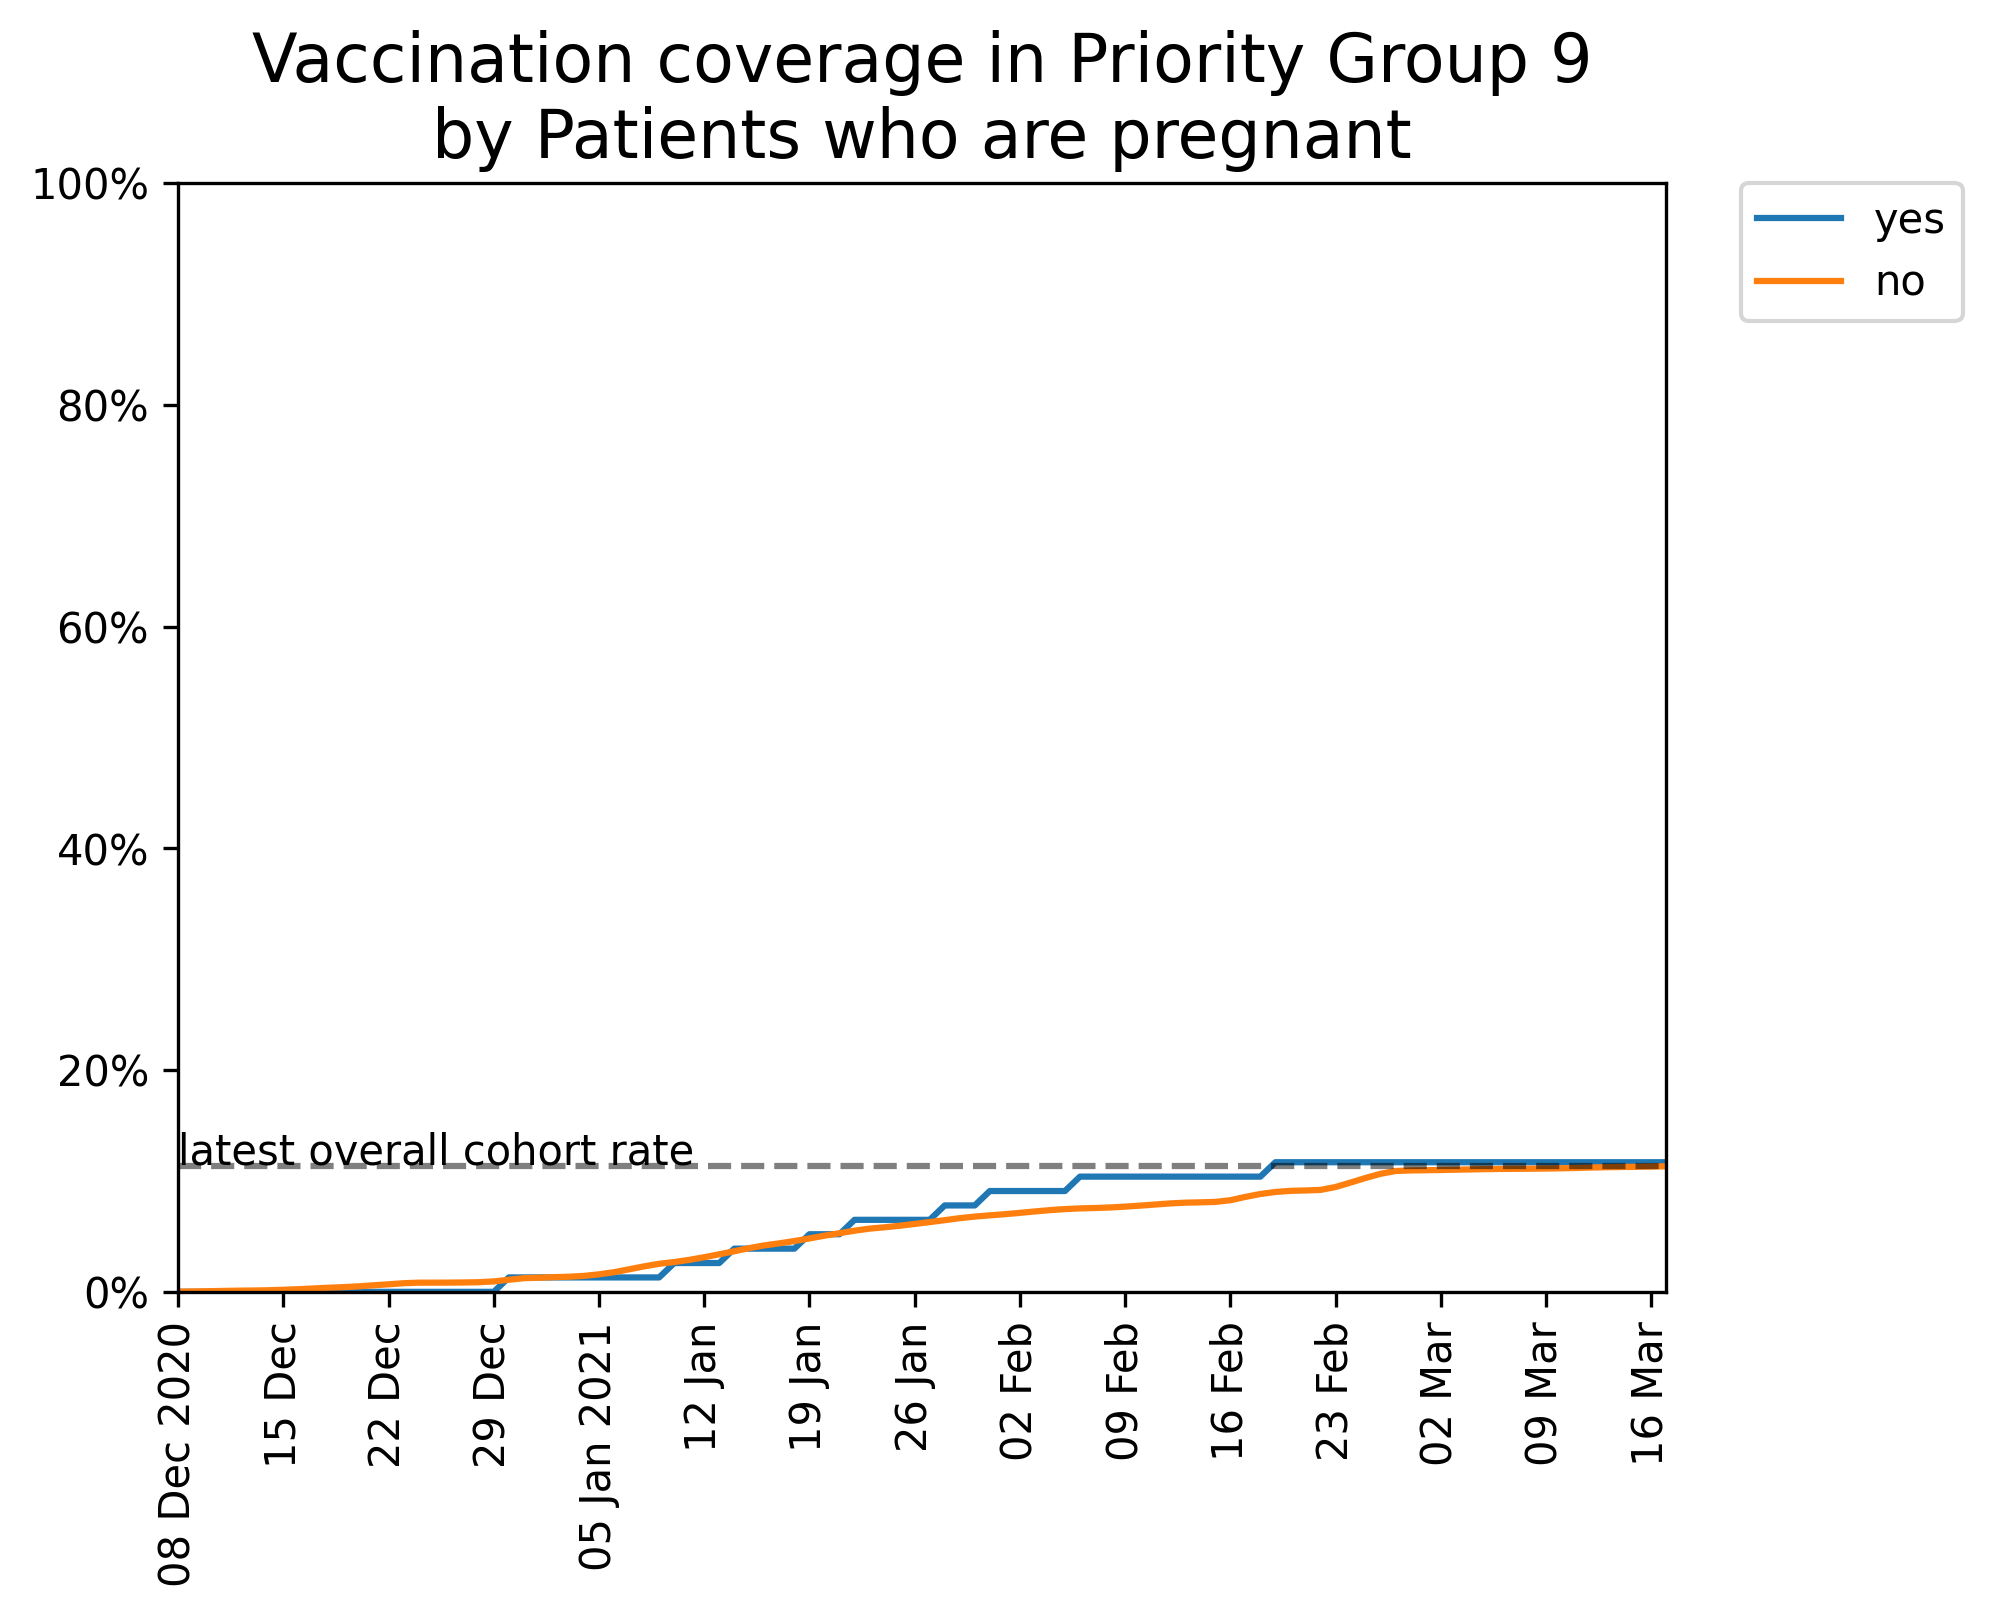 Vaccination coverage in Priority Group 9
by Patients who are pregnant
100%
80%
60%
40%
20%
0%
latest overall cohort rate
yes
no
08 Dec 2020
15 Dec
22 Dec
29 Dec
05 Jan 2021
12 Jan
19 Jan
26 Jan
02 Feb
09 Feb
16 Feb
23 Feb
02 Mar
09 Mar
16 Mar